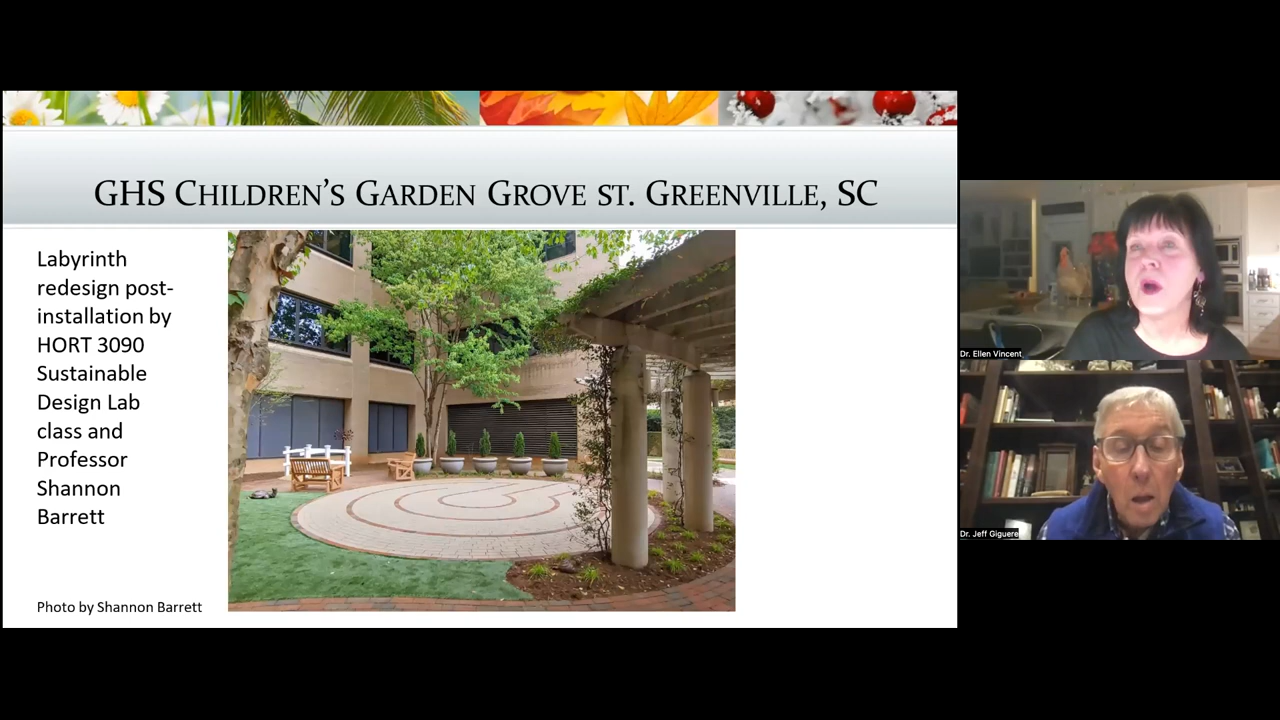 GHS CHILDREN'S GARDEN GROVE ST. GREENVILLE, SC
Labyrinth
redesign post-
installation by
HORT 3090
Sustainable
Design Lab
class and
Professor
Shannon
Barrett
Photo by Shannon Barrett
Dr. Ellen Vincent
Dr. Jeff Giguere